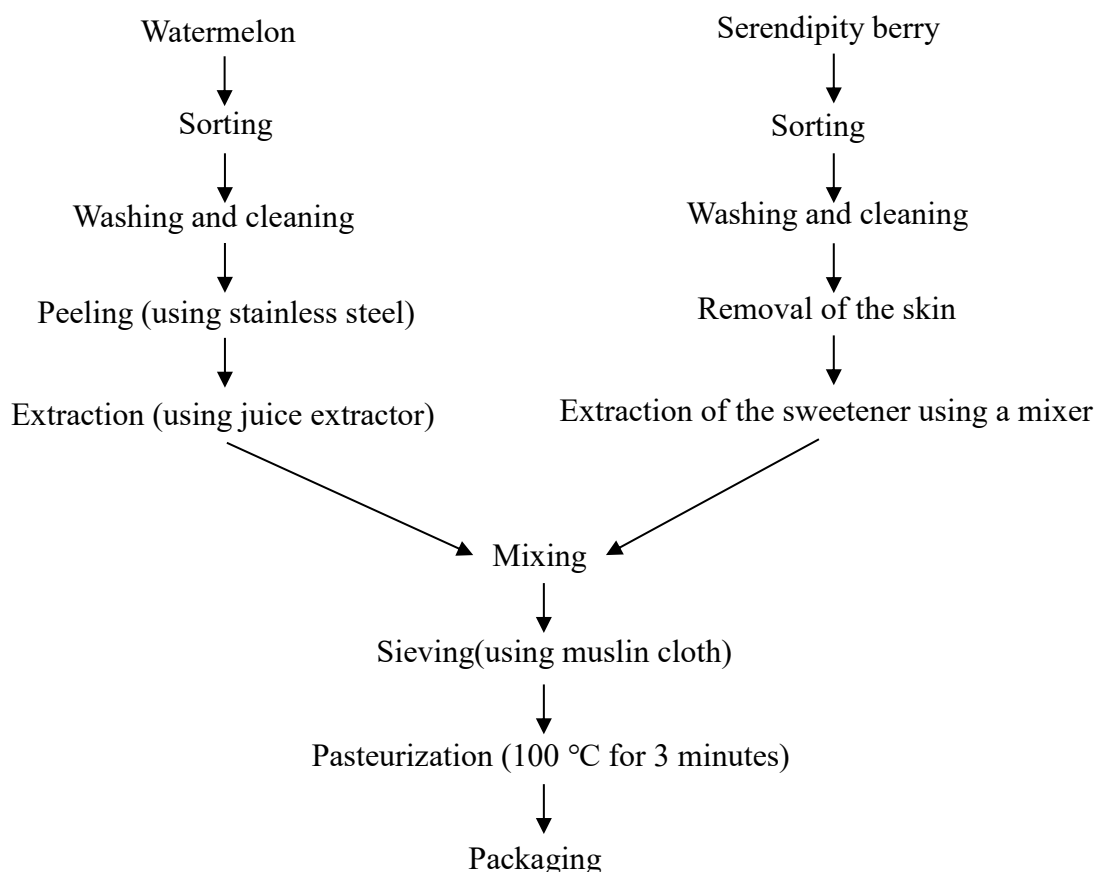 Watermelon
Sorting
Washing and cleaning
Peeling (using stainless steel)
Extraction (using juice extractor)
Serendipity berry
Sorting
Washing and cleaning
Removal of the skin
Extraction of the sweetener using a mixer
Mixing
Sieving(using muslin cloth)
Pasteurization (100 ℃ for 3 minutes)
Packaging